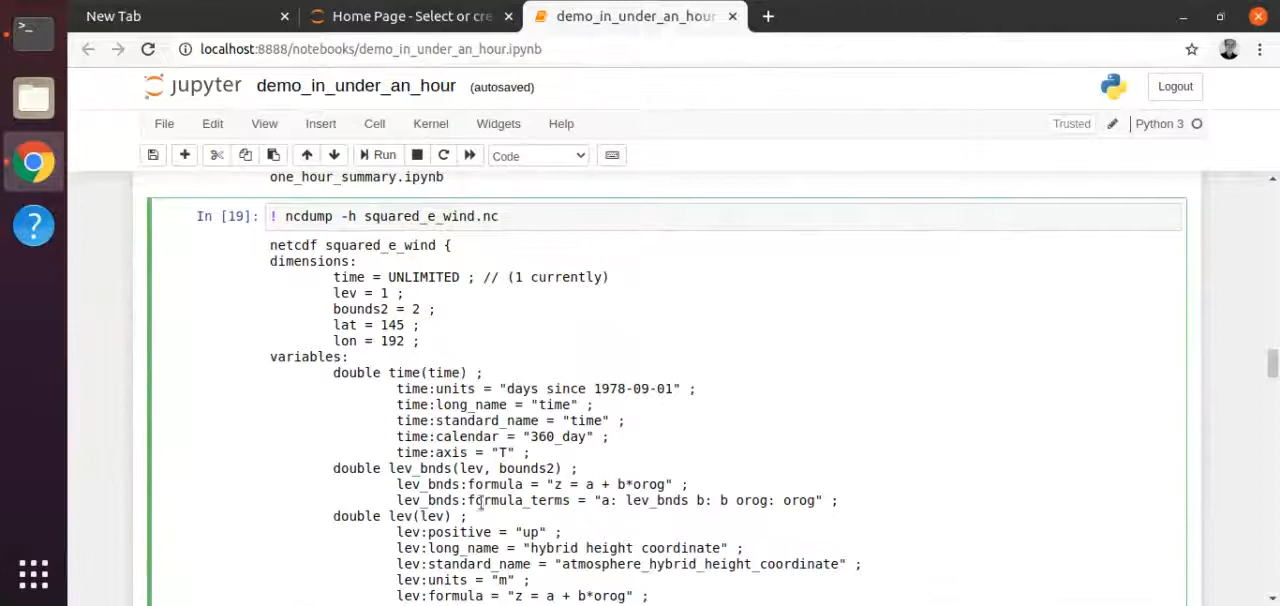 New Tab
Home Page - Select or cre
demo_in_under_an_hour
localhost:8888/notebooks/demo_in_under_an_hour.ipynb
jupyter demo_in_under_an_hour (autosaved)
Logout
File Edit View Insert Cell Kernel Widgets Help
Trusted Python 3
Run Code
one_hour_summary.ipynb
In [19]: ! ncdump -h squared_e_wind.nc
netcdf squared_e_wind {
dimensions:
time = UNLIMITED ; // (1 currently)
lev = 1 ;
bounds2 = 2 ;
lat = 145 ;
lon = 192 ;
variables:
double time(time) ;
time:units = "days since 1978-09-01" ;
time:long_name = "time" ;
time:standard_name = "time" ;
time:calendar = "360_day" ;
time:axis = "T" ;
double lev_bnds(lev, bounds2) ;
lev_bnds:formula = "z = a + b*orog" ;
lev_bnds:formula_terms = "a: lev_bnds b: b orog: orog" ;
double lev(lev) ;
lev:positive = "up" ;
lev:long_name = "hybrid height coordinate" ;
lev:standard_name = "atmosphere_hybrid_height_coordinate" ;
lev:units = "m" ;
lev:formula = "z = a + b*orog" ;